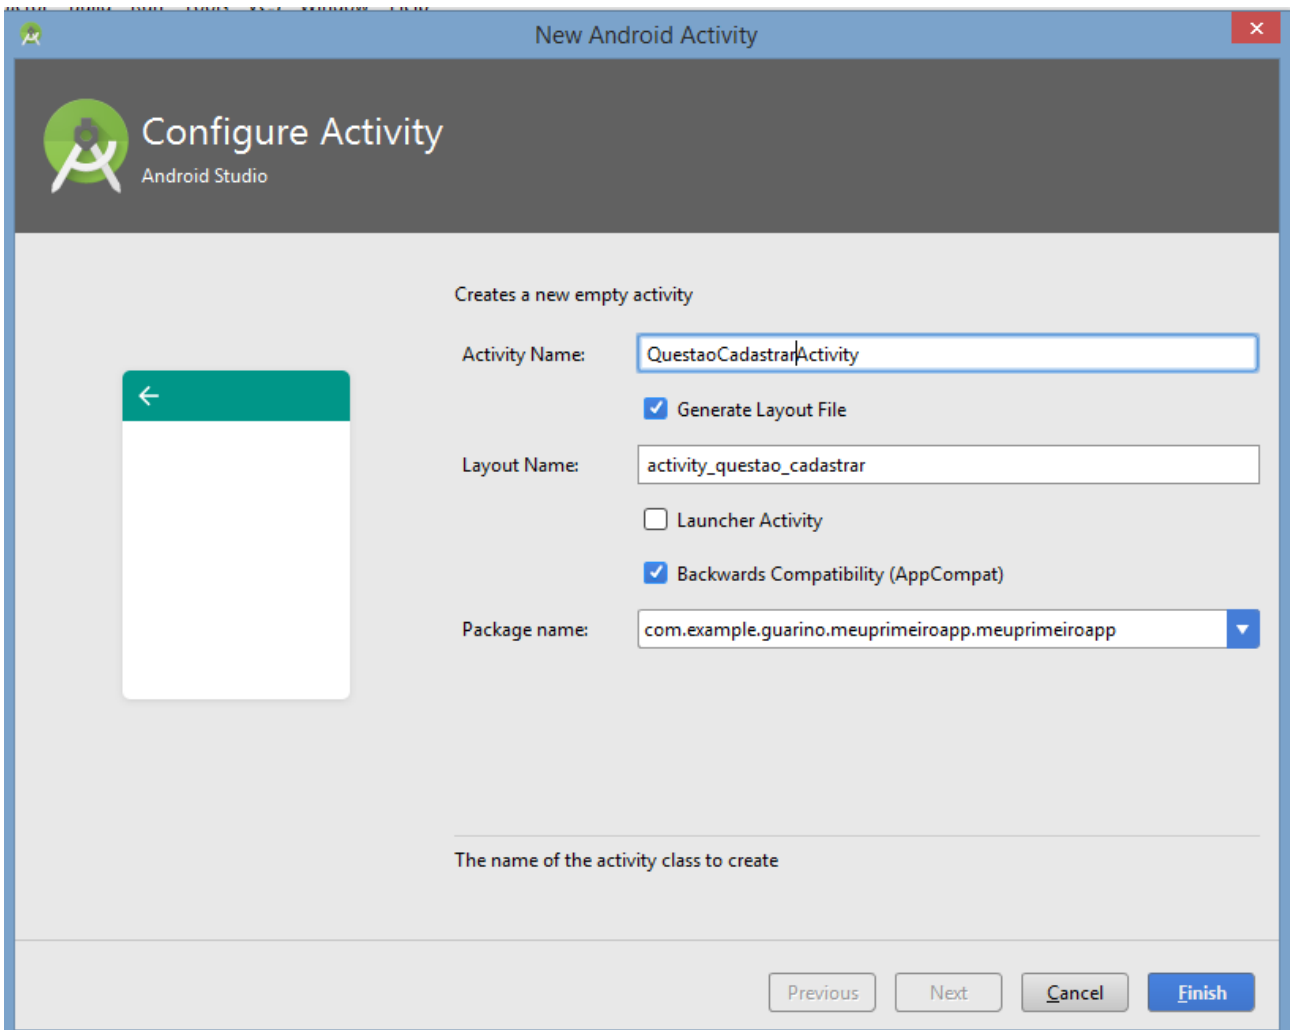 New Android Activity
Configure Activity
Android Studio
Creates a new empty activity
Activity Name: QuestaoCadastrarActivity
Generate Layout File
Layout Name: activity_questao_cadastrar
Launcher Activity
Backwards Compatibility (AppCompat)
Package name: com.example.guarino.meuprimeiroapp.meuprimeiroapp
The name of the activity class to create
Previous Next Cancel Finish